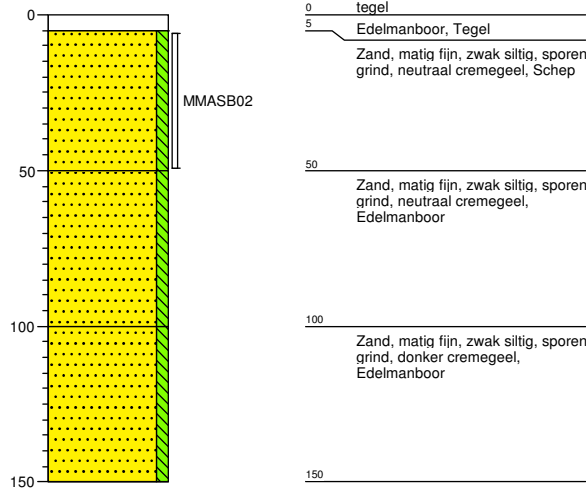 0
50
100
150
MMASB02
0
tegel
5
Edelmanboor, Tegel
Zand, matig fijn, zwak siltig, sporen
grind, neutraal cremegeel, Schep
50
Zand, matig fijn, zwak siltig, sporen
grind, neutraal cremegeel,
Edelmanboor
100
Zand, matig fijn, zwak siltig, sporen
grind, donker cremegeel,
Edelmanboor
150